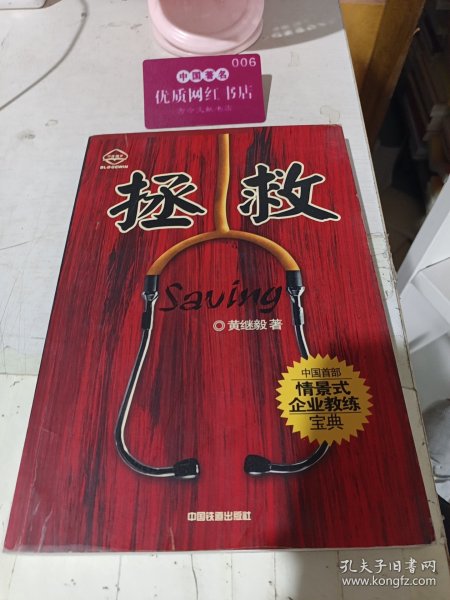 006
中国著名
优质网红书店
BLOGGWIN
拯救
Saving
◎黄继毅 著
中国首部
情景式
企业教练
宝典
中国铁道出版社
孔夫子旧书网
www.kongfz.com